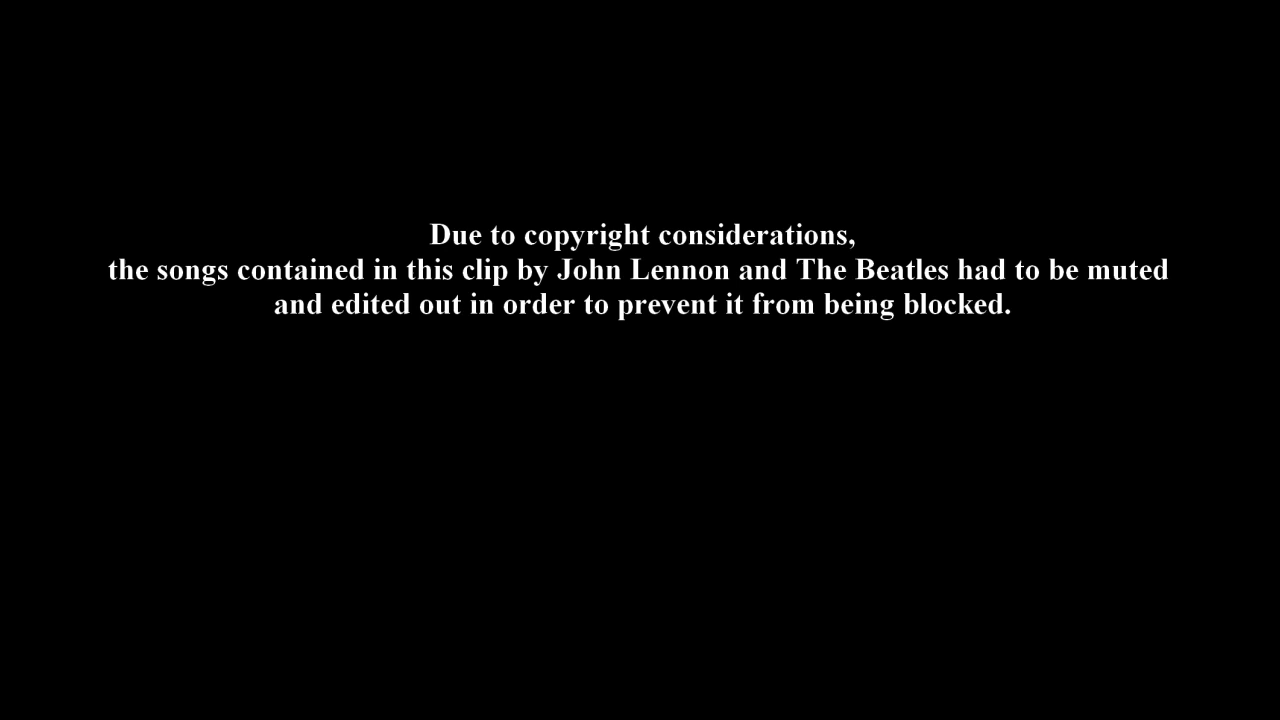 Due to copyright considerations,
the songs contained in this clip by John Lennon and The Beatles had to be muted
and edited out in order to prevent it from being blocked.